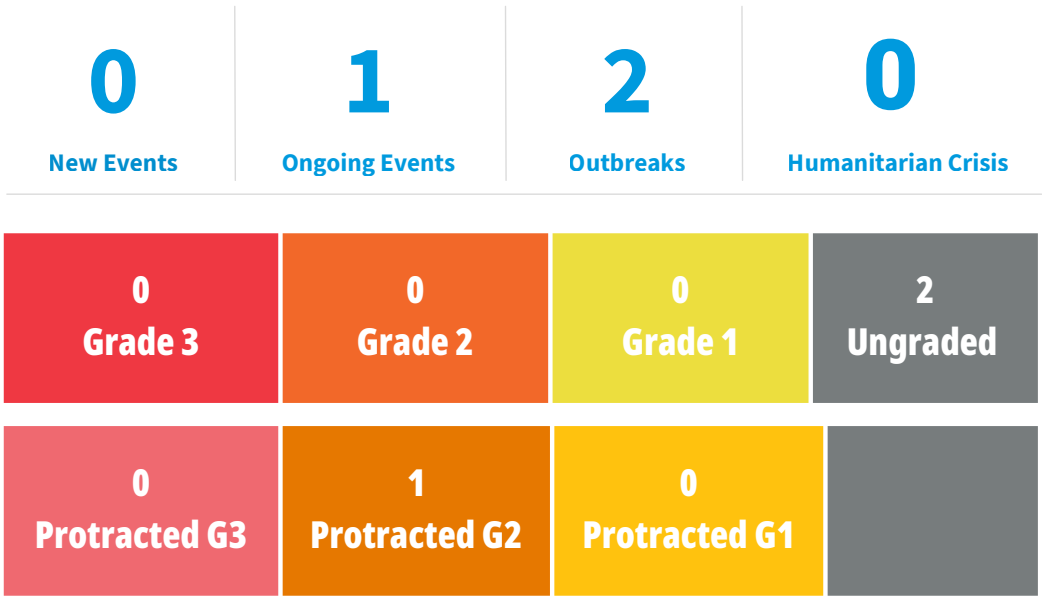 0
1
2
0
New Events
Ongoing Events
Outbreaks
Humanitarian Crisis
0
Grade 3
0
Grade 2
0
Grade 1
2
Ungraded
0
Protracted G3
1
Protracted G2
0
Protracted G1